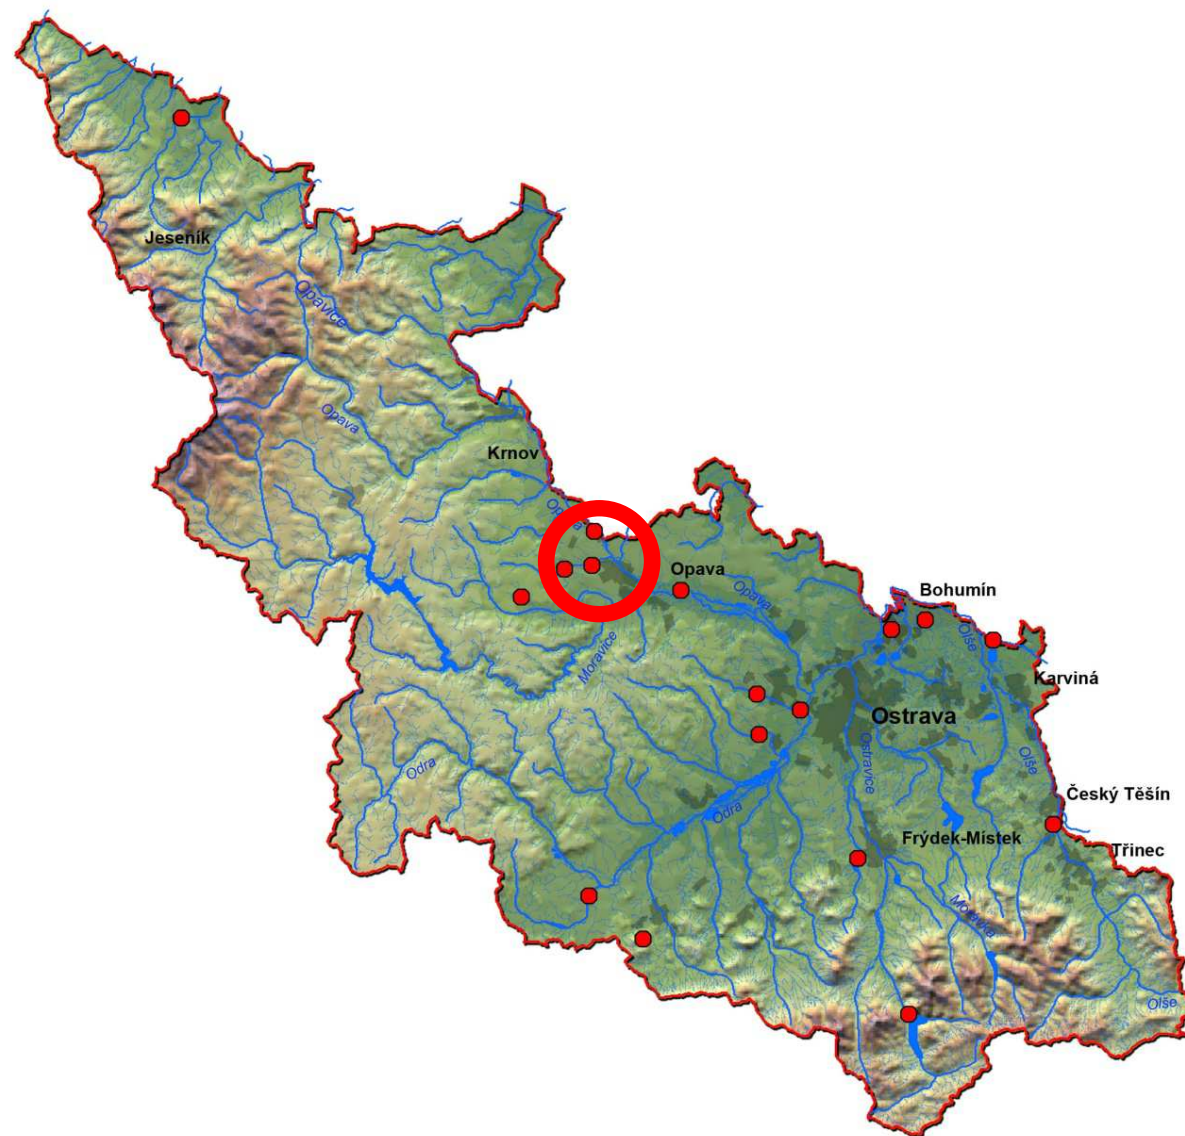 Jeseník
Opavice
Opava
Krnov
Opava
Opava
Opava
Bohumín
Olše
Moravice
Karviná
Ostrava
Ostravice
Olše
Odra
Český Těšín
Odra
Frýdek-Místek
Třinec
Morávka
Olše